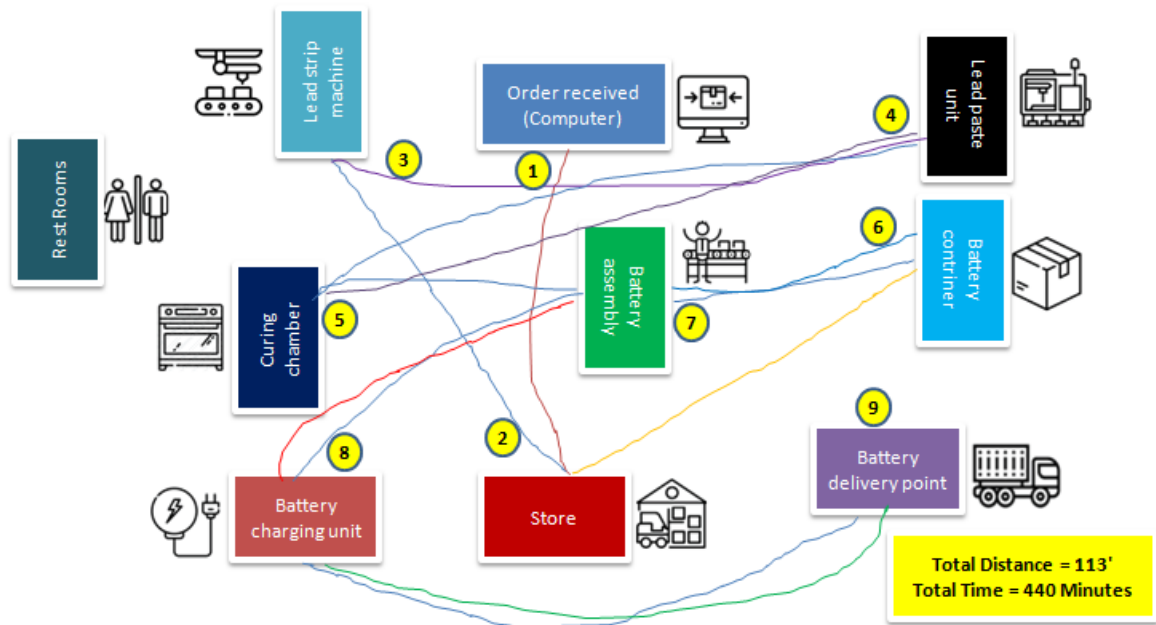 Lead strip
machine
Order received
(Computer)
Lead paste
unit
4
3
1
Rest Rooms
6
Battery
assembly
Battery
contriner
Curing
chamber
5
7
9
2
8
Battery
delivery point
Battery
charging unit
Store
Total Distance = 113'
Total Time = 440 Minutes